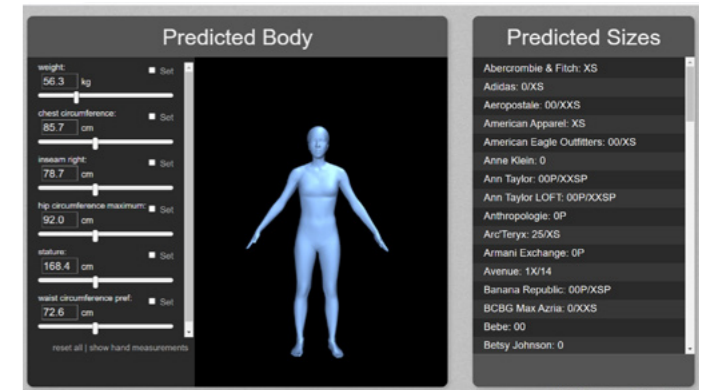 Predicted Body
weight:
56.3 kg
Set
chest circumference:
85.7 cm
Set
inseam right:
78.7 cm
Set
hip circumference maximum:
92.0 cm
Set
stature:
168.4 cm
Set
waist circumference pref:
72.6 cm
Set
reset all | show hand measurements
Predicted Sizes
Abercrombie & Fitch: XS
Adidas: 0/XS
Aeropostale: 00/XXS
American Apparel: XS
American Eagle Outfitters: 00/XS
Anne Klein: 0
Ann Taylor: 00P/XXSP
Ann Taylor LOFT: 00P/XXSP
Anthropologie: 0P
Arc'Teryx: 25/XS
Armani Exchange: 0P
Avenue: 1X/14
Banana Republic: 00P/XSP
BCBG Max Azria: 0/XXS
Bebe: 00
Betsy Johnson: 0